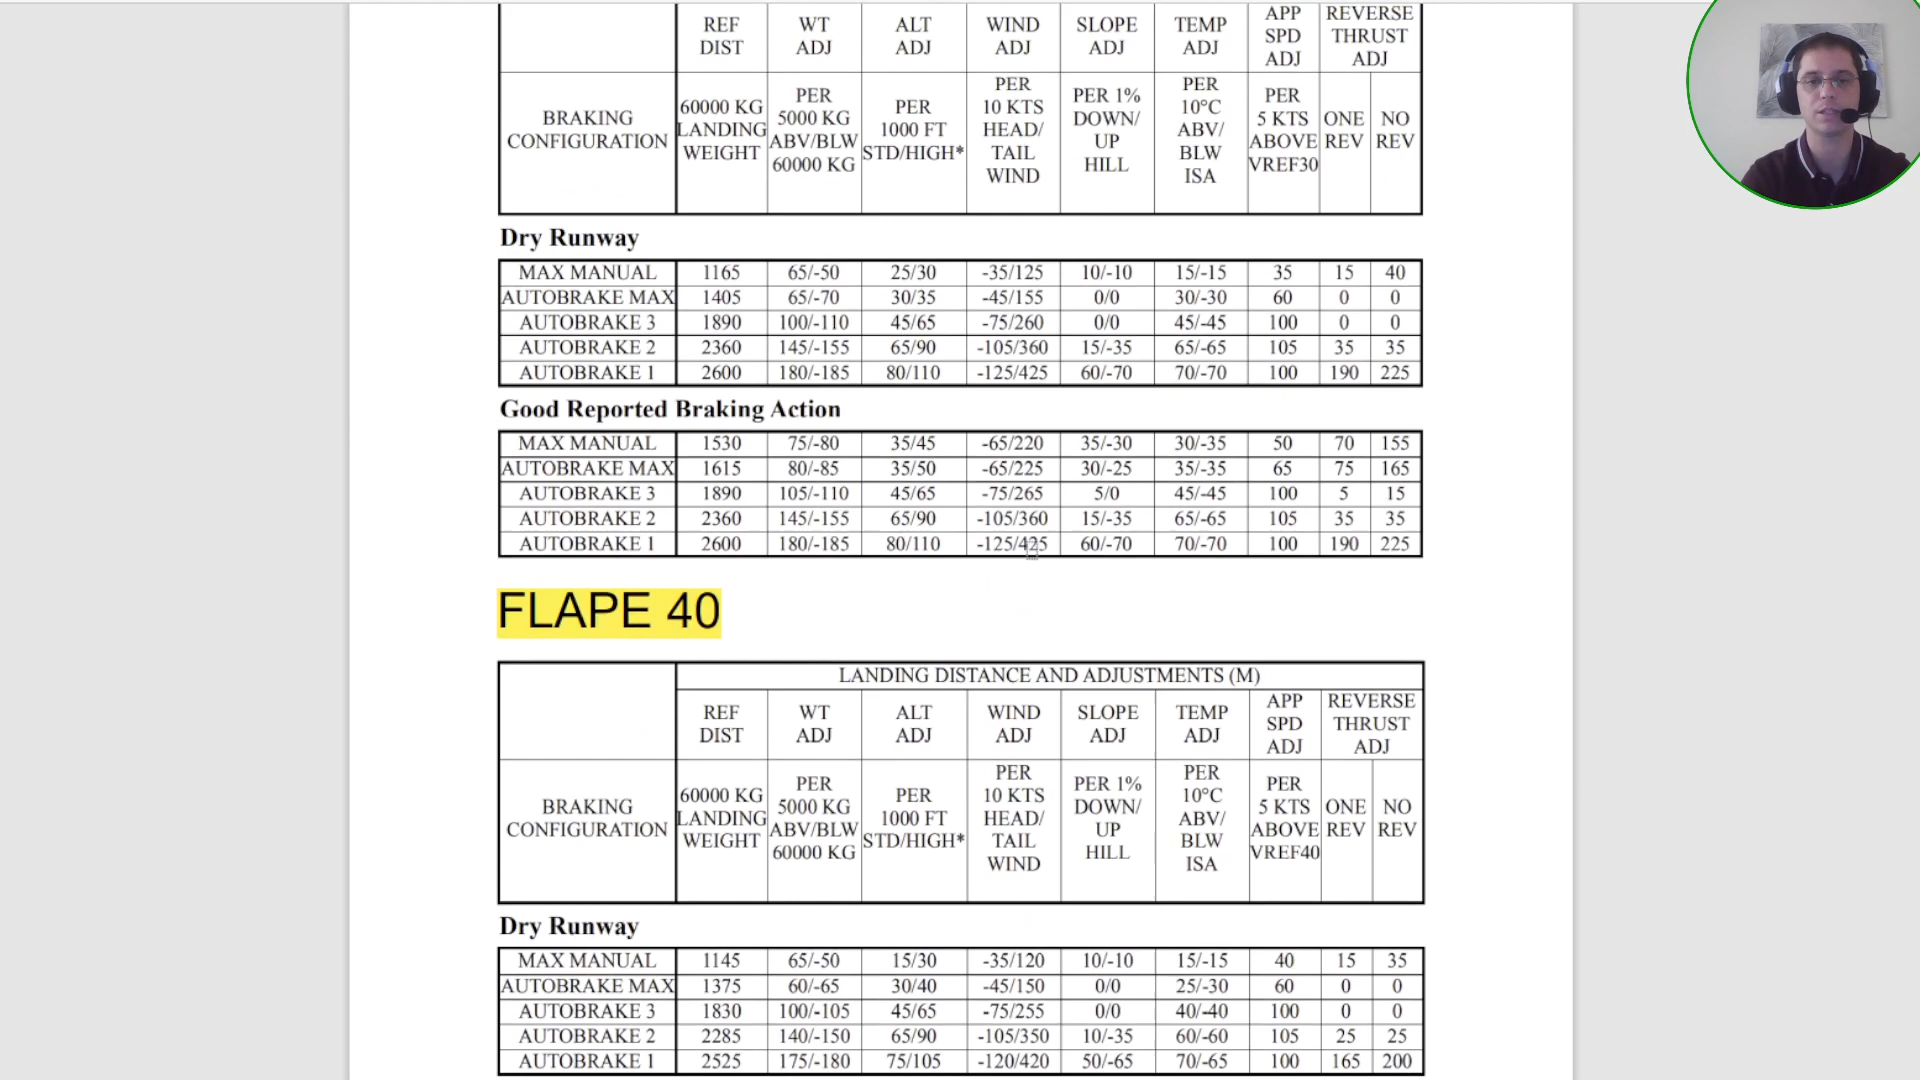 REF DIST WT ADJ ALT ADJ WIND ADJ SLOPE ADJ TEMP ADJ APP SPD ADJ REVERSE THRUST ADJ
BRAKING CONFIGURATION 60000 KG LANDING WEIGHT PER 5000 KG ABV/BLW 60000 KG PER 1000 FT STD/HIGH* PER 10 KTS HEAD/ TAIL WIND PER 1% DOWN/ UP HILL PER 10°C ABV/ BLW ISA PER 5 KTS ABOVE VREF30 ONE REV NO REV
Dry Runway
MAX MANUAL 1165 65/-50 25/30 -35/125 10/-10 15/-15 35 15 40
AUTOBRAKE MAX 1405 65/-70 30/35 -45/155 0/0 30/-30 60 0 0
AUTOBRAKE 3 1890 100/-110 45/65 -75/260 0/0 45/-45 100 0 0
AUTOBRAKE 2 2360 145/-155 65/90 -105/360 15/-35 65/-65 105 35 35
AUTOBRAKE 1 2600 180/-185 80/110 -125/425 60/-70 70/-70 100 190 225
Good Reported Braking Action
MAX MANUAL 1530 75/-80 35/45 -65/220 35/-30 30/-35 50 70 155
AUTOBRAKE MAX 1615 80/-85 35/50 -65/225 30/-25 35/-35 65 75 165
AUTOBRAKE 3 1890 105/-110 45/65 -75/265 5/0 45/-45 100 5 15
AUTOBRAKE 2 2360 145/-155 65/90 -105/360 15/-35 65/-65 105 35 35
AUTOBRAKE 1 2600 180/-185 80/110 -125/425 60/-70 70/-70 100 190 225
FLAPE 40
LANDING DISTANCE AND ADJUSTMENTS (M)
REF DIST WT ADJ ALT ADJ WIND ADJ SLOPE ADJ TEMP ADJ APP SPD ADJ REVERSE THRUST ADJ
BRAKING CONFIGURATION 60000 KG LANDING WEIGHT PER 5000 KG ABV/BLW 60000 KG PER 1000 FT STD/HIGH* PER 10 KTS HEAD/ TAIL WIND PER 1% DOWN/ UP HILL PER 10°C ABV/ BLW ISA PER 5 KTS ABOVE VREF40 ONE REV NO REV
Dry Runway
MAX MANUAL 1145 65/-50 15/30 -35/120 10/-10 15/-15 40 15 35
AUTOBRAKE MAX 1375 60/-65 30/40 -45/150 0/0 25/-30 60 0 0
AUTOBRAKE 3 1830 100/-105 45/65 -75/255 0/0 40/-40 100 0 0
AUTOBRAKE 2 2285 140/-150 65/90 -105/350 10/-35 60/-60 105 25 25
AUTOBRAKE 1 2525 175/-180 75/105 -120/420 50/-65 70/-65 100 165 200